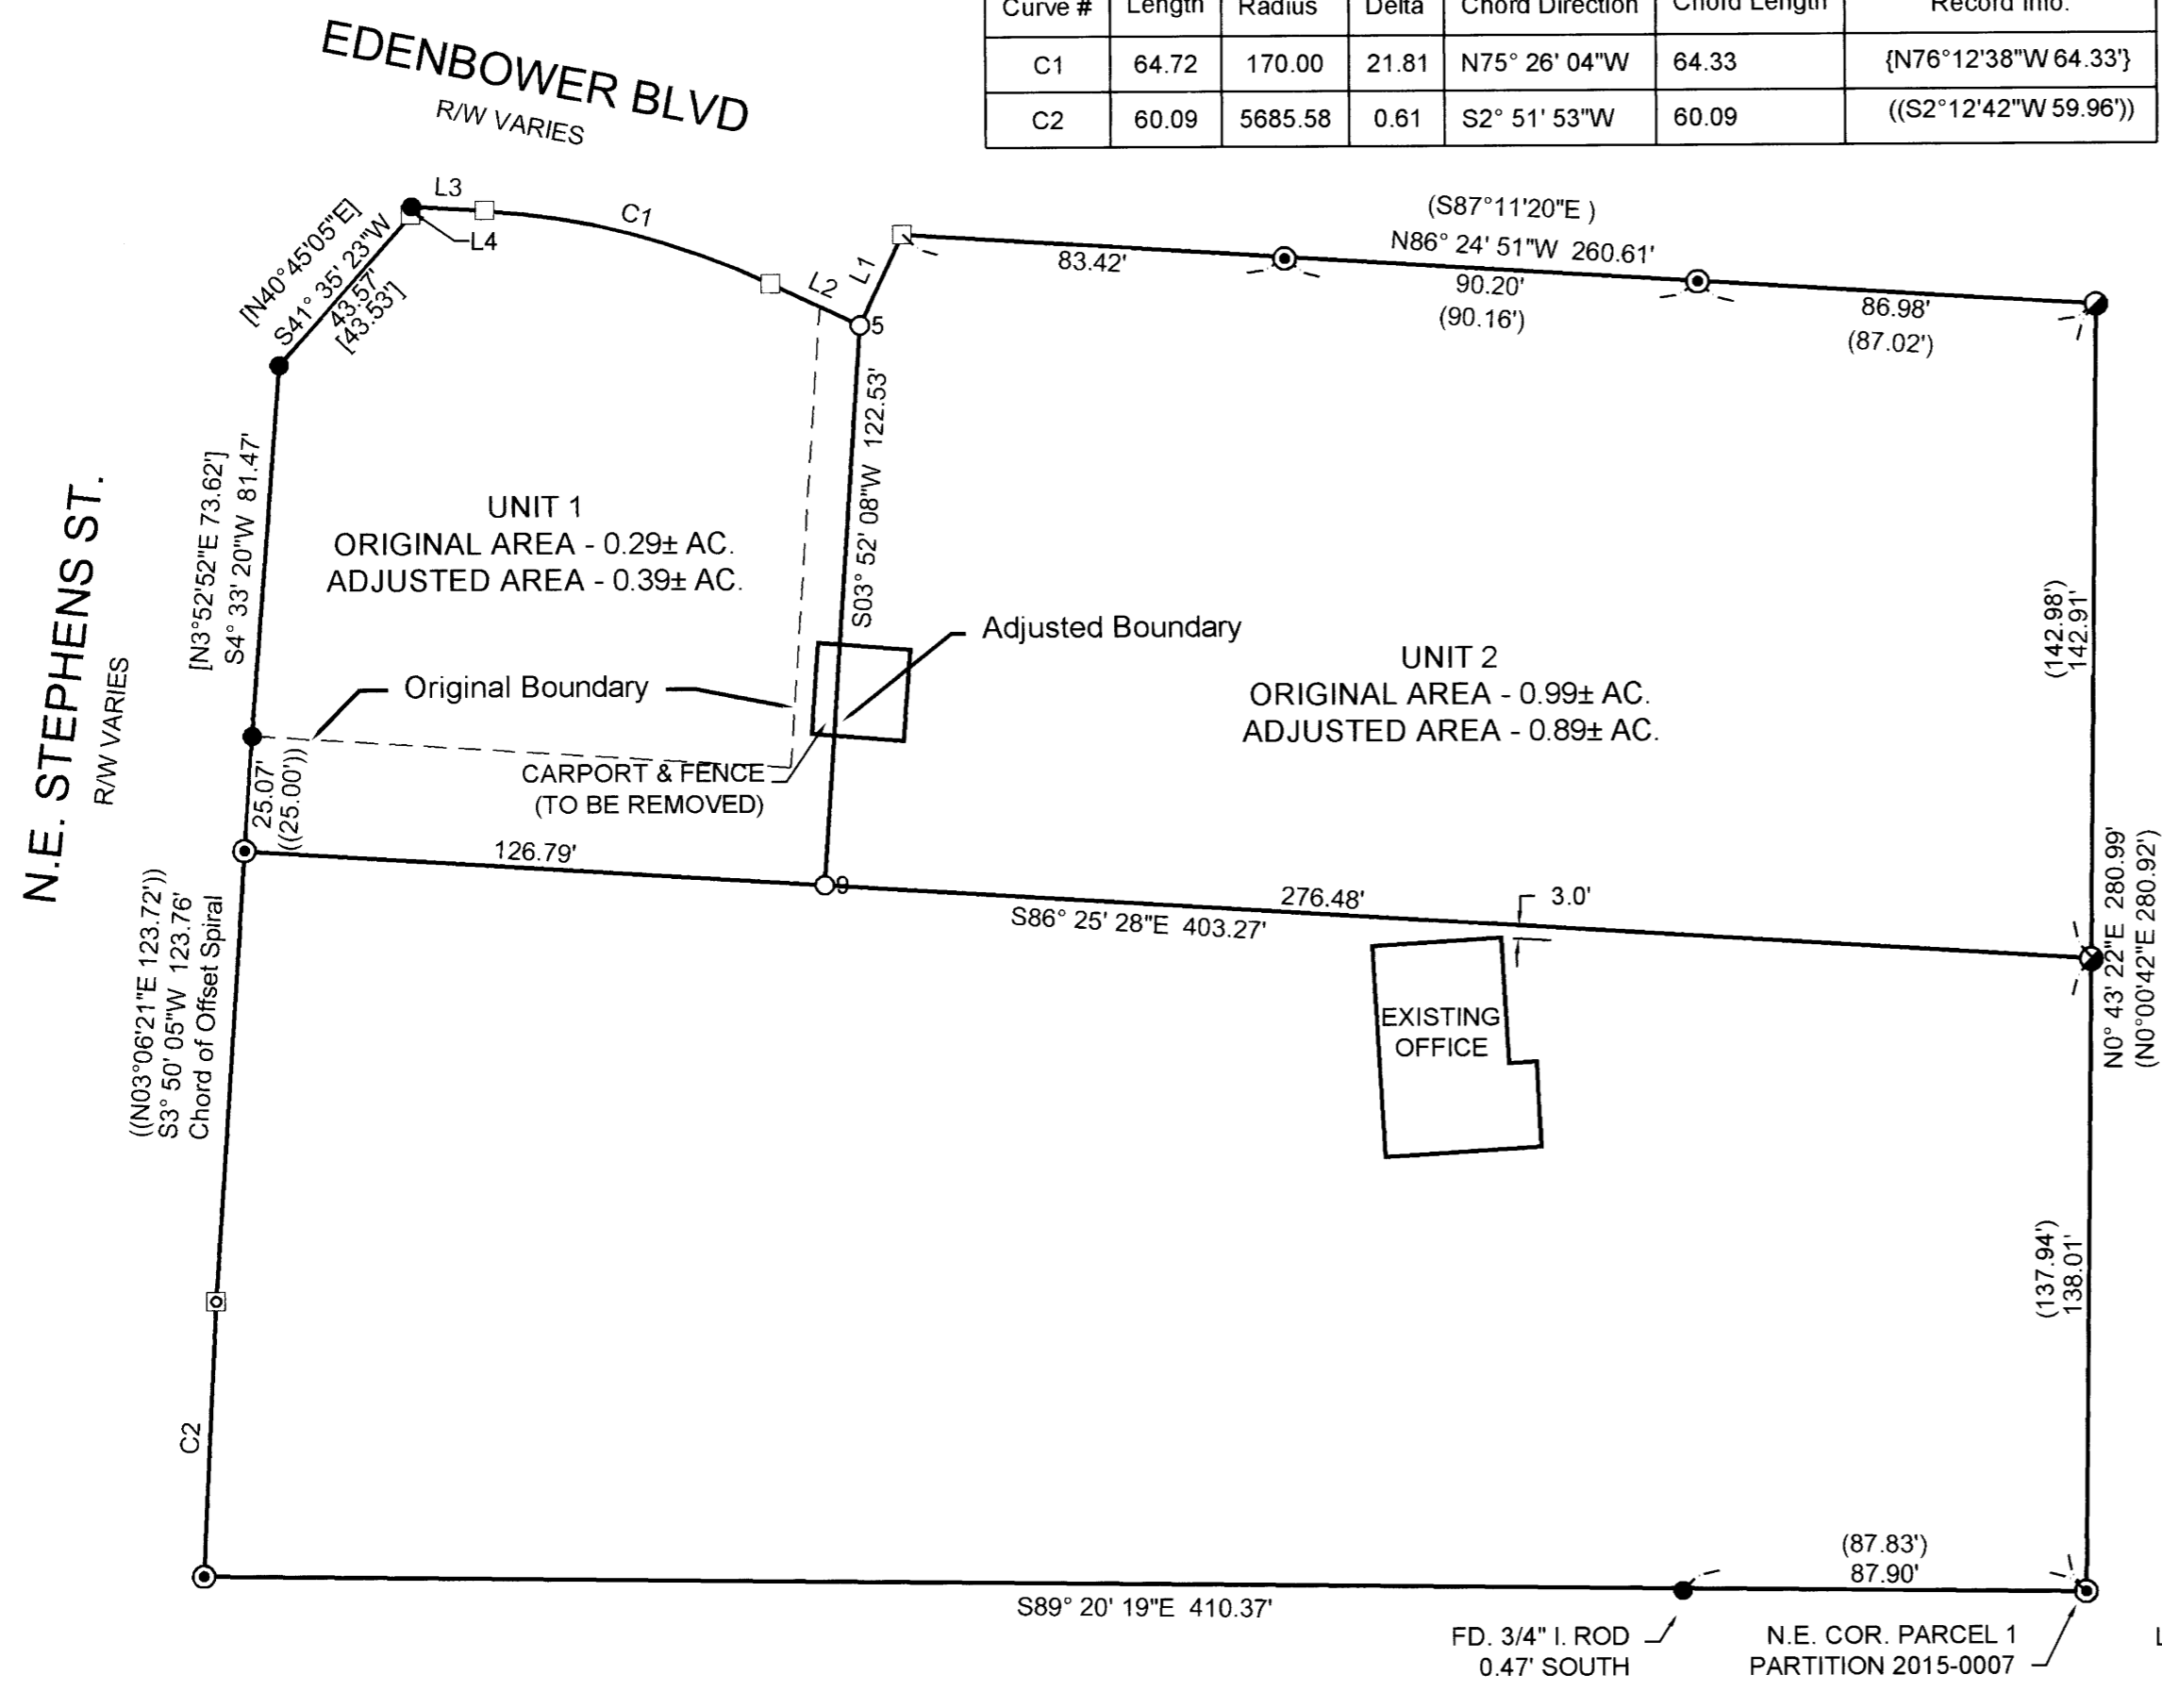 Curve # Length Radius Delta Chord Direction Chord Length Record Info.
C1 64.72 170.00 21.81 N75° 26' 04"W 64.33 {N76°12'38"W 64.33'}
C2 60.09 5685.58 0.61 S2° 51' 53"W 60.09 ((S2°12'42"W 59.96'))
EDENBOWER BLVD
R/W VARIES
L3
C1
L4
L2
L1
5
[N40°45'05"E]
S41° 35' 23"W
43.57'
[43.53']
(S87°11'20"E )
N86° 24' 51"W 260.61'
83.42'
90.20'
(90.16')
86.98'
(87.02')
[N3°52'52"E 73.62']
S4° 33' 20"W 81.47'
S03° 52' 08"W 122.53'
UNIT 1
ORIGINAL AREA - 0.29± AC.
ADJUSTED AREA - 0.39± AC.
N.E. STEPHENS ST.
R/W VARIES
Original Boundary
Adjusted Boundary
UNIT 2
ORIGINAL AREA - 0.99± AC.
ADJUSTED AREA - 0.89± AC.
(142.98')
142.91'
CARPORT & FENCE
(TO BE REMOVED)
25.07'
((25.00'))
126.79'
9
276.48'
3.0'
S86° 25' 28"E 403.27'
N0° 43' 22"E 280.99'
(N0°00'42"E 280.92')
((N03°06'21"E 123.72'))
S3° 50' 05"W 123.76'
Chord of Offset Spiral
EXISTING
OFFICE
(137.94')
138.01'
C2
S89° 20' 19"E 410.37'
(87.83')
87.90'
FD. 3/4" I. ROD
0.47' SOUTH
N.E. COR. PARCEL 1
PARTITION 2015-0007
L